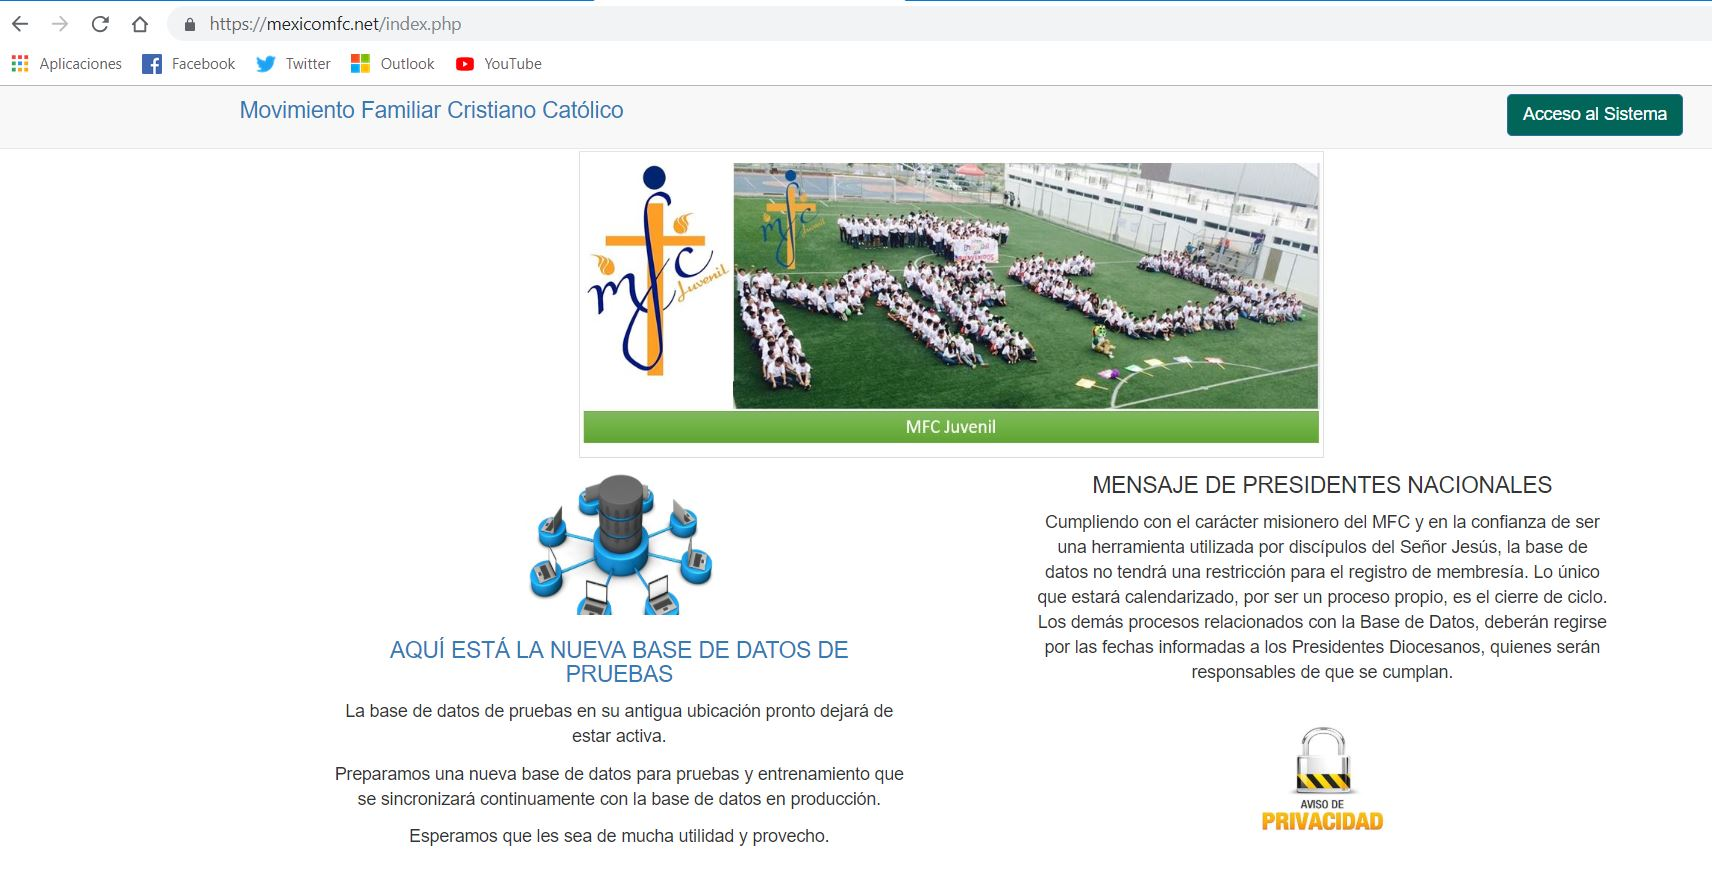 https://mexicomfc.net/index.php
Aplicaciones
Facebook
Twitter
Outlook
YouTube
Movimiento Familiar Cristiano Católico
Acceso al Sistema
mfc
Juvenil
mfc
Juvenil
BIENVENIDOS
MFC Juvenil
AQUÍ ESTÁ LA NUEVA BASE DE DATOS DE
PRUEBAS
La base de datos de pruebas en su antigua ubicación pronto dejará de
estar activa.
Preparamos una nueva base de datos para pruebas y entrenamiento que
se sincronizará continuamente con la base de datos en producción.
Esperamos que les sea de mucha utilidad y provecho.
MENSAJE DE PRESIDENTES NACIONALES
Cumpliendo con el carácter misionero del MFC y en la confianza de ser
una herramienta utilizada por discípulos del Señor Jesús, la base de
datos no tendrá una restricción para el registro de membresía. Lo único
que estará calendarizado, por ser un proceso propio, es el cierre de ciclo.
Los demás procesos relacionados con la Base de Datos, deberán regirse
por las fechas informadas a los Presidentes Diocesanos, quienes serán
responsables de que se cumplan.
AVISO DE
PRIVACIDAD